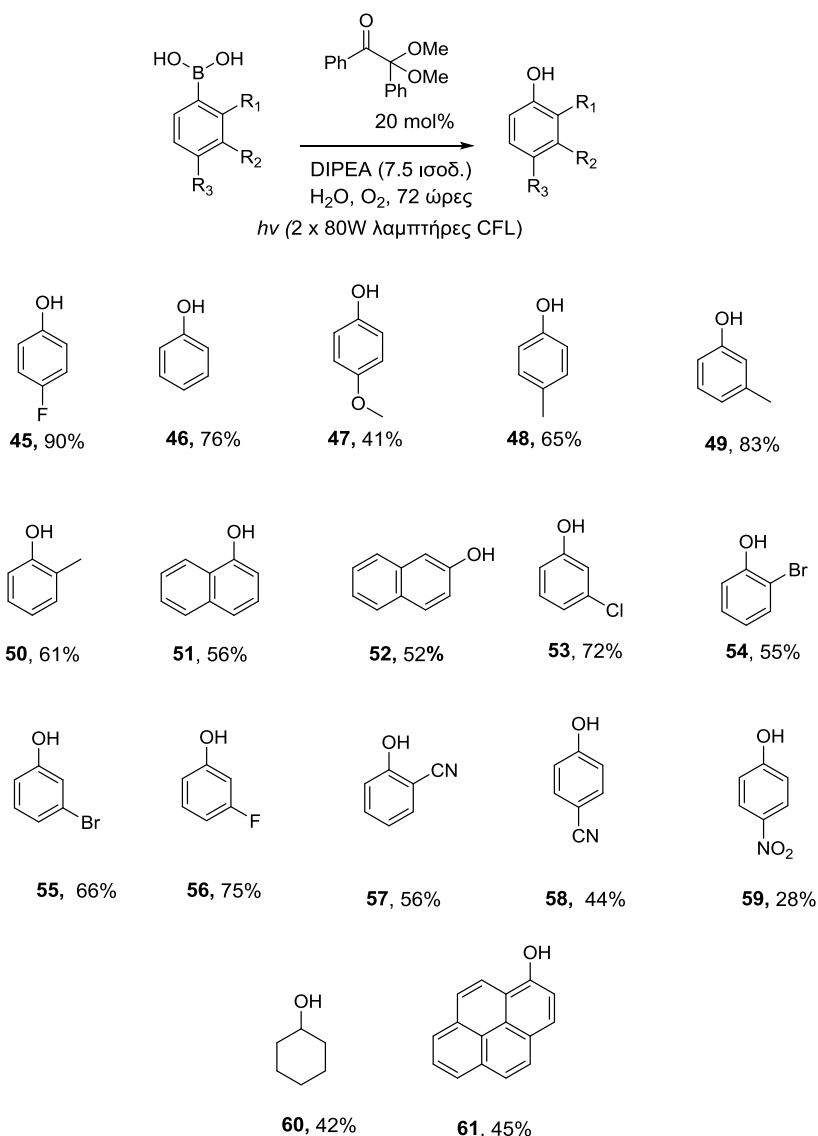 HO
OH
B
R1
R2
R3
O
Ph
OMe
OMe
Ph
20 mol%
DIPEA (7.5 ισοδ.)
H2O, O2, 72 ώρες
hv (2 x 80W λαμπτήρες CFL)
OH
R1
R2
R3
OH
F
45, 90%
OH
46, 76%
OH
O
47, 41%
OH
48, 65%
OH
49, 83%
OH
50, 61%
OH
51, 56%
OH
52, 52%
OH
Cl
53, 72%
OH
Br
54, 55%
OH
Br
55, 66%
OH
F
56, 75%
OH
CN
57, 56%
OH
CN
58, 44%
OH
NO2
59, 28%
OH
60, 42%
OH
61, 45%